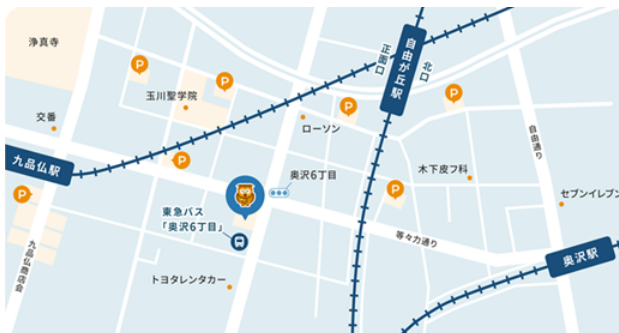 浄真寺
P
P
正面口
自由が丘駅
北口
P
P
玉川聖学院
交番
ローソン
自由通り
九品仏駅
P
奥沢6丁目
木下皮フ科
P
P
東急バス
「奥沢6丁目」
セブンイレブン
等々力通り
九品仏商店会
奥沢駅
トヨタレンタカー